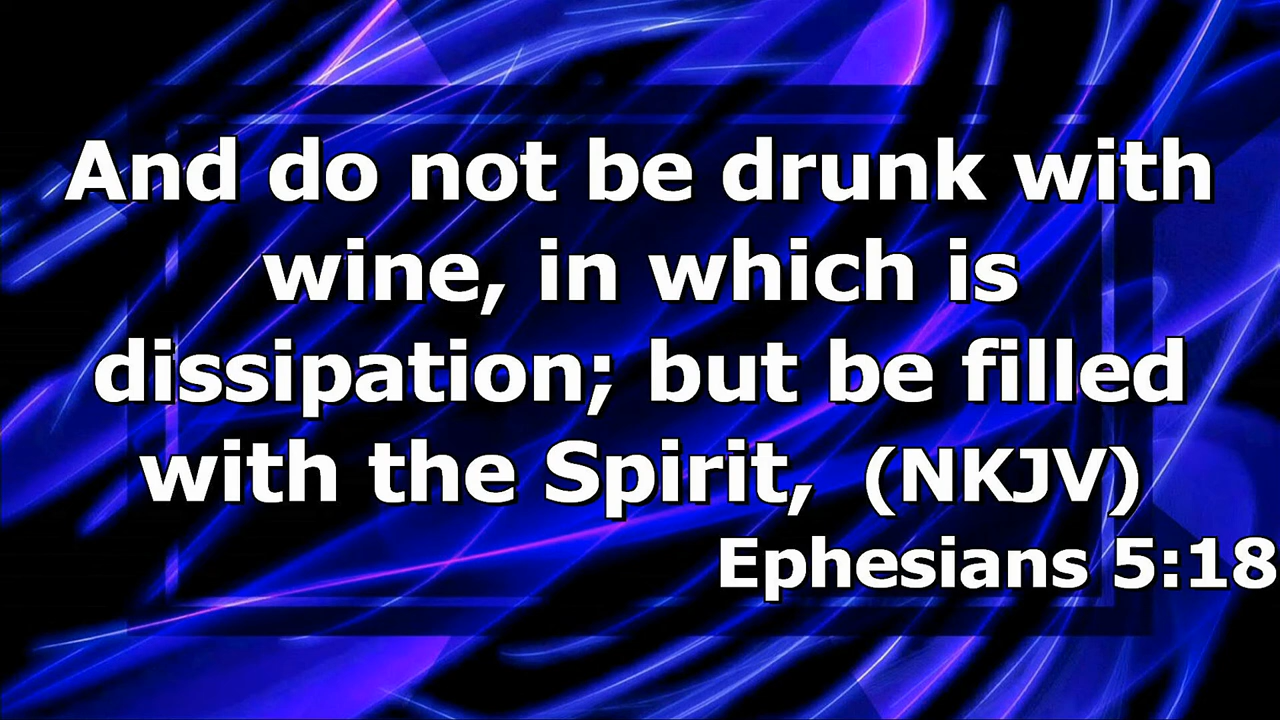 And do not be drunk with
wine, in which is
dissipation; but be filled
with the Spirit, (NKJV)
Ephesians 5:18